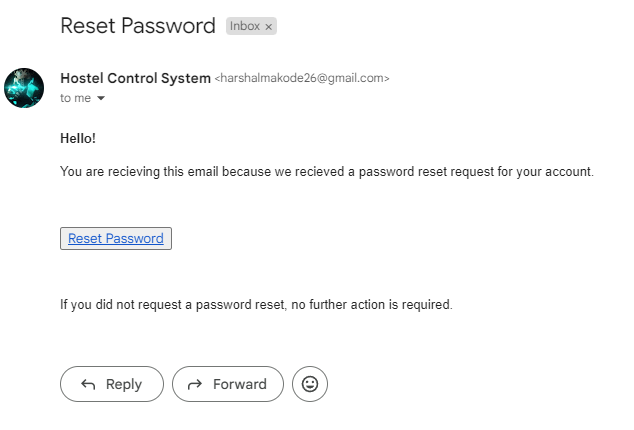 Reset Password Inbox ×
Hostel Control System <harshalmakode26@gmail.com>
to me
Hello!
You are recieving this email because we recieved a password reset request for your account.
Reset Password
If you did not request a password reset, no further action is required.
Reply Forward